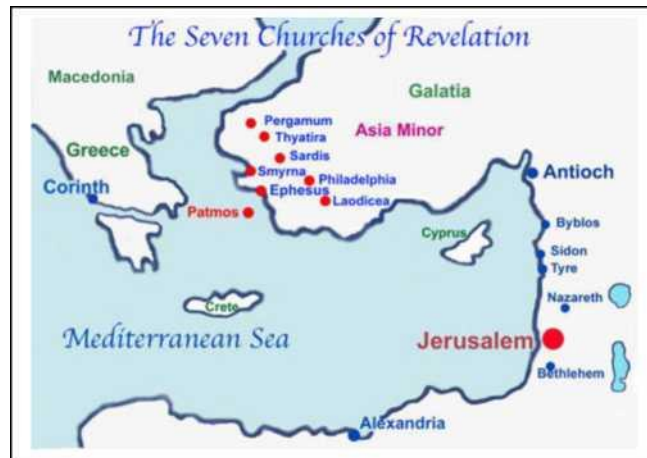 The Seven Churches of Revelation
Macedonia
Galatia
Pergamum
Asia Minor
Thyatira
Greece
Sardis
Smyrna
Philadelphia
Antioch
Corinth
Ephesus
Laodicea
Patmos
Byblos
Cyprus
Sidon
Tyre
Nazareth
Crete
Mediterranean Sea
Jerusalem
Bethlehem
Alexandria